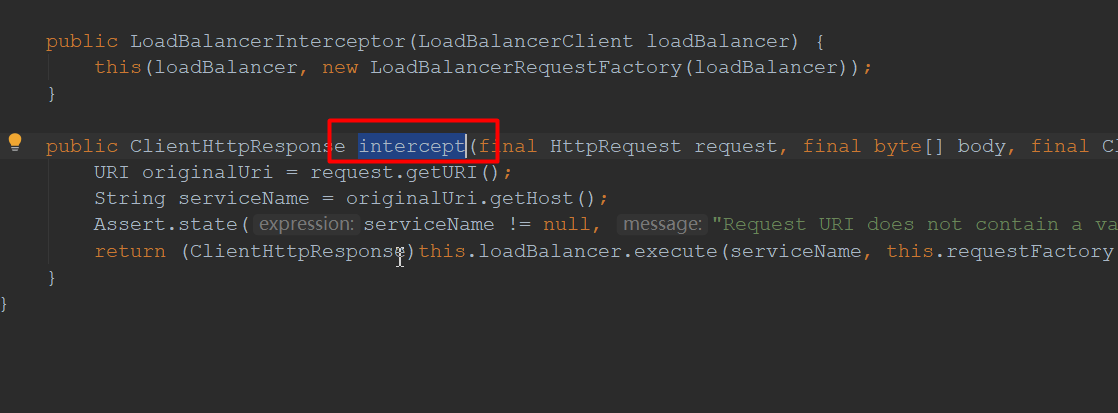 public LoadBalancerInterceptor(LoadBalancerClient loadBalancer) {
this(loadBalancer, new LoadBalancerRequestFactory(loadBalancer));
}
public ClientHttpResponse intercept(final HttpRequest request, final byte[] body, final Cl
URI originalUri = request.getURI();
String serviceName = originalUri.getHost();
Assert.state( expression: serviceName != null, message: "Request URI does not contain a va
return (ClientHttpResponse)this.loadBalancer.execute(serviceName, this.requestFactory
}
}